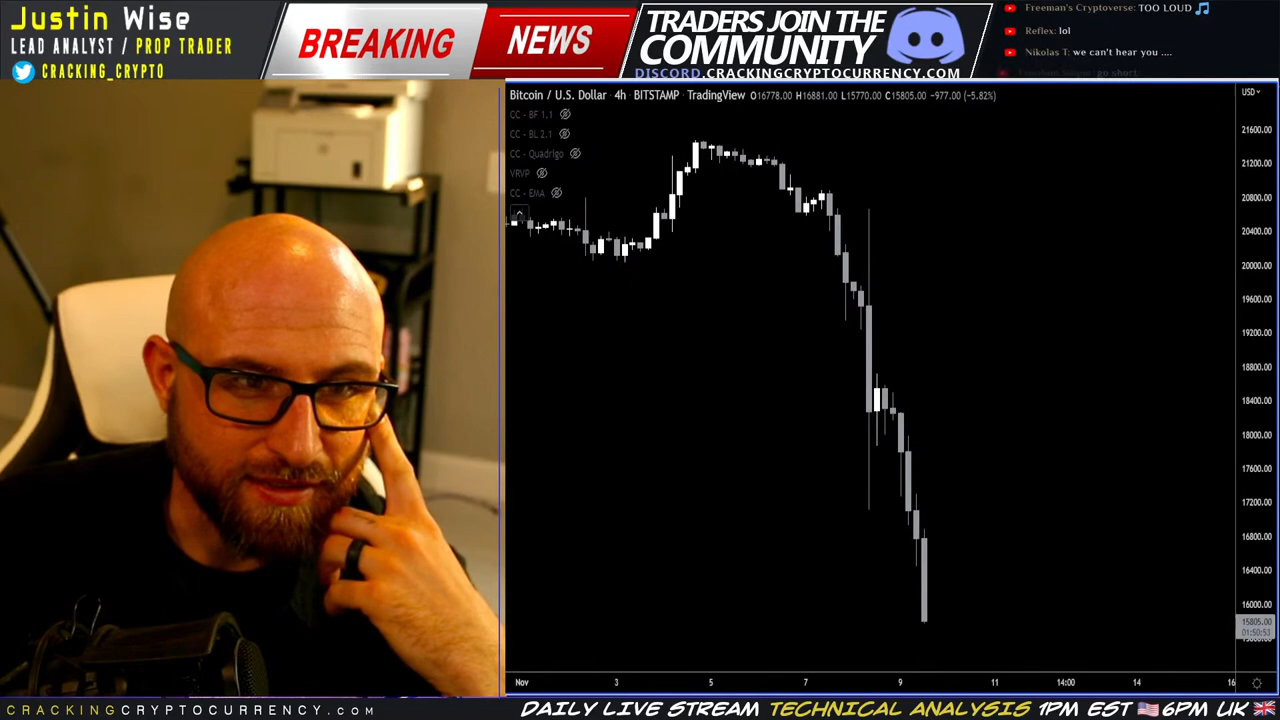 Justin Wise
LEAD ANALYST / PROP TRADER
CRACKING_CRYPTO
BREAKING
NEWS
TRADERS JOIN THE
COMMUNITY
DISCORD.CRACKINGCRYPTOCURRENCY.COM
Freeman's Cryptoverse: TOO LOUD 🎵
Reflex: lol
Nikolas T: we can't hear you ....
go short
Bitcoin / U.S. Dollar · 4h · BITSTAMP · TradingView O16778.00 H16881.00 L15770.00 C15805.00 -977.00 (-5.82%)
USD
CC - BF 1.1
CC - BL 2.1
CC - Quadrigo
VRVP
CC - EMA
21600.00
21200.00
20800.00
20400.00
20000.00
19600.00
19200.00
18800.00
18400.00
18000.00
17600.00
17200.00
16800.00
16400.00
16000.00
15805.00
01:50:53
Nov 3 5 7 9 11 14:00 14 16
CRACKINGCRYPTOCURRENCY.COM
DAILY LIVE STREAM TECHNICAL ANALYSIS 1PM EST 🇺🇸 6PM UK 🇬🇧